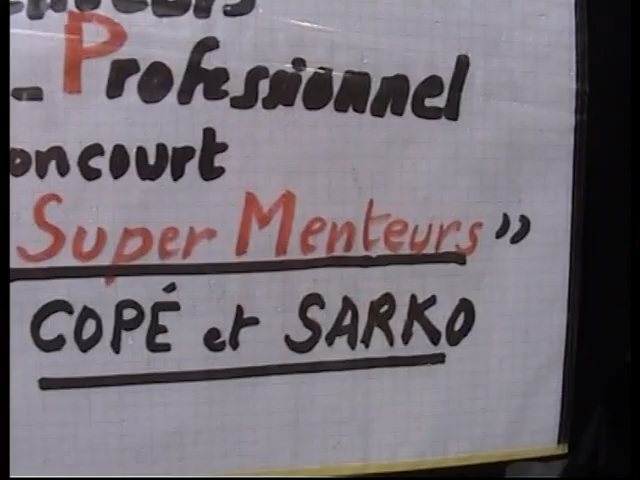 _ Professionnel
oncourt
Super Menteurs »
COPÉ et SARKO